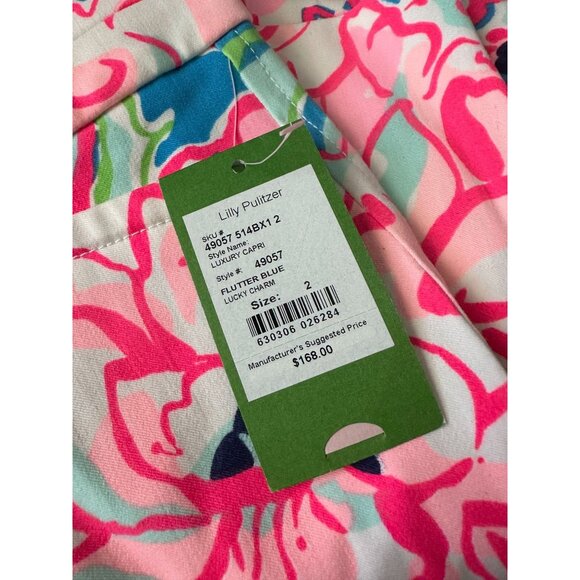 Lilly Pulitzer
SKU #
49057 514BX1 2
Style Name:
LUXURY CAPRI
Style #: 49057
FLUTTER BLUE
LUCKY CHARM
Size: 2
630306 026284
Manufacturer's Suggested Price
$168.00